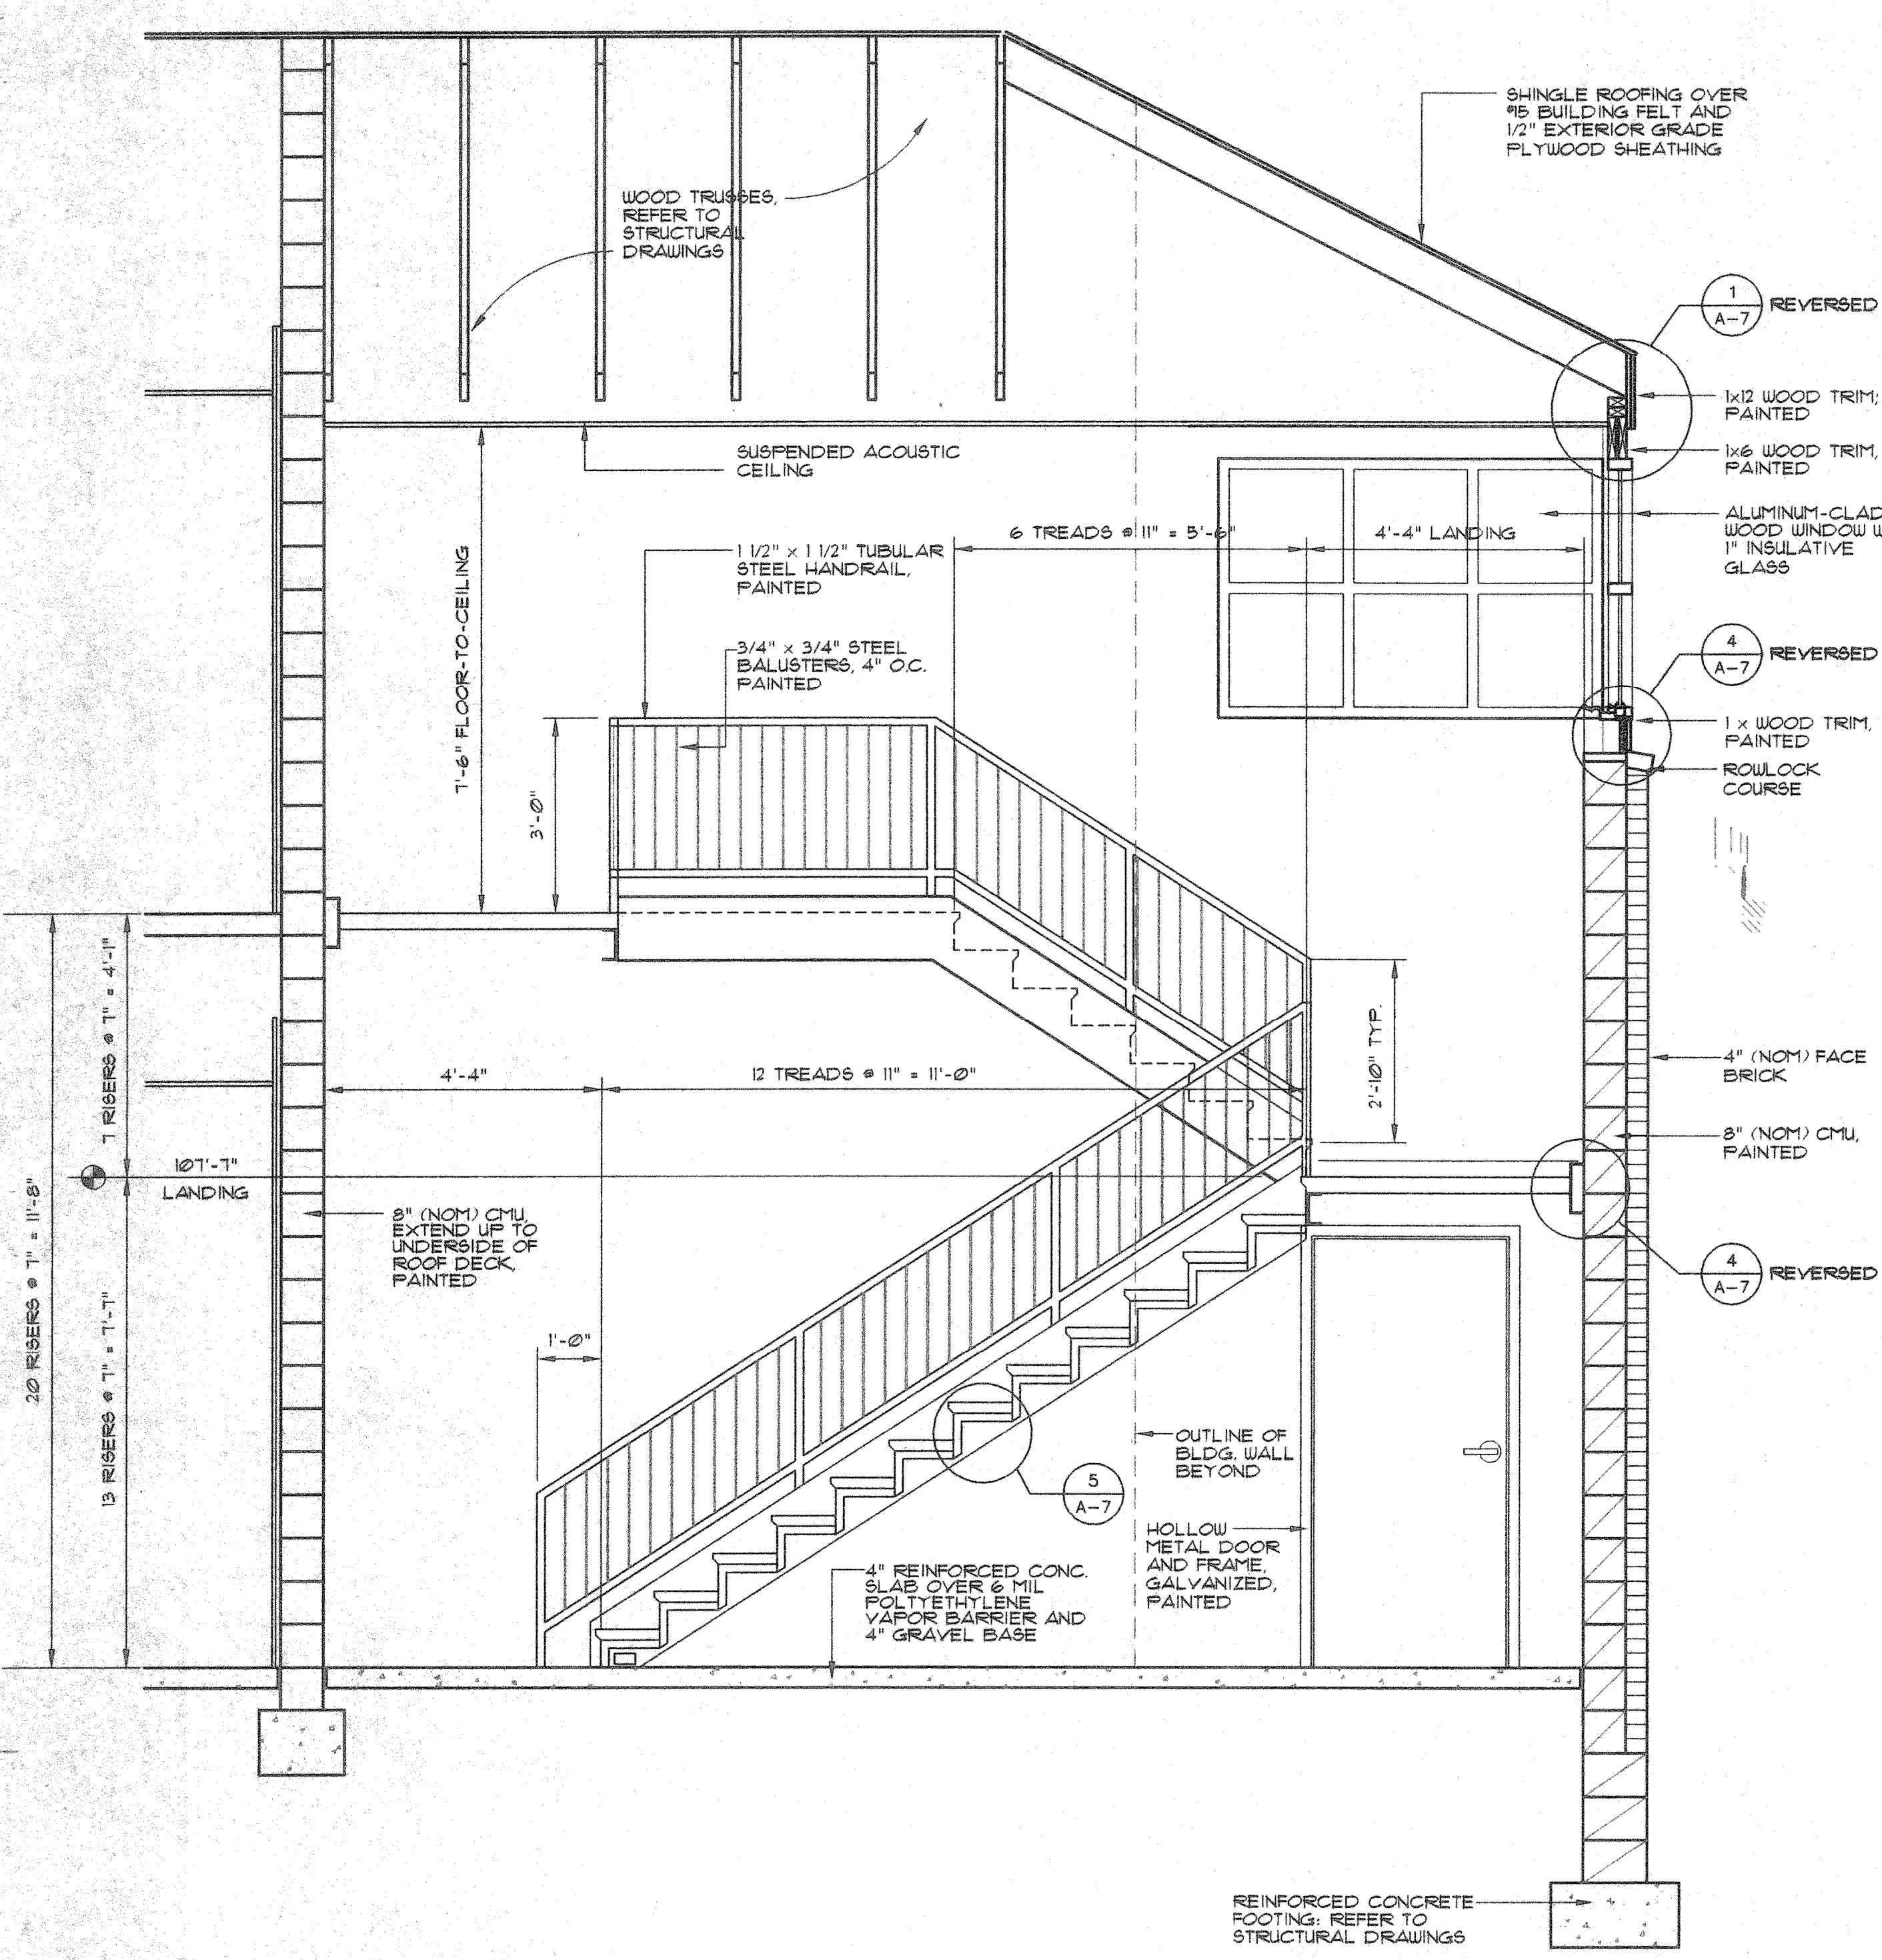 SHINGLE ROOFING OVER
#15 BUILDING FELT AND
1/2" EXTERIOR GRADE
PLYWOOD SHEATHING
WOOD TRUSSES,
REFER TO
STRUCTURAL
DRAWINGS
1
A-7
REVERSED
1x12 WOOD TRIM;
PAINTED
SUSPENDED ACOUSTIC
CEILING
1x6 WOOD TRIM,
PAINTED
ALUMINUM-CLAD
WOOD WINDOW W
1" INSULATIVE
GLASS
6 TREADS @ 11" = 5'-6"
4'-4" LANDING
1 1/2" x 1 1/2" TUBULAR
STEEL HANDRAIL,
PAINTED
7'-6" FLOOR-TO-CEILING
3/4" x 3/4" STEEL
BALUSTERS, 4" O.C.
PAINTED
4
A-7
REVERSED
1 x WOOD TRIM,
PAINTED
ROWLOCK
COURSE
3'-0"
7 RISERS @ 7" = 4'-1"
4'-4"
12 TREADS @ 11" = 11'-0"
2'-10" TYP.
4" (NOM) FACE
BRICK
8" (NOM) CMU,
PAINTED
107'-7"
LANDING
8" (NOM) CMU,
EXTEND UP TO
UNDERSIDE OF
ROOF DECK,
PAINTED
4
A-7
REVERSED
20 RISERS @ 7" = 11'-8"
13 RISERS @ 7" = 7'-7"
1'-0"
OUTLINE OF
BLDG. WALL
BEYOND
5
A-7
HOLLOW
METAL DOOR
AND FRAME,
GALVANIZED,
PAINTED
4" REINFORCED CONC.
SLAB OVER 6 MIL
POLTYETHYLENE
VAPOR BARRIER AND
4" GRAVEL BASE
REINFORCED CONCRETE
FOOTING: REFER TO
STRUCTURAL DRAWINGS